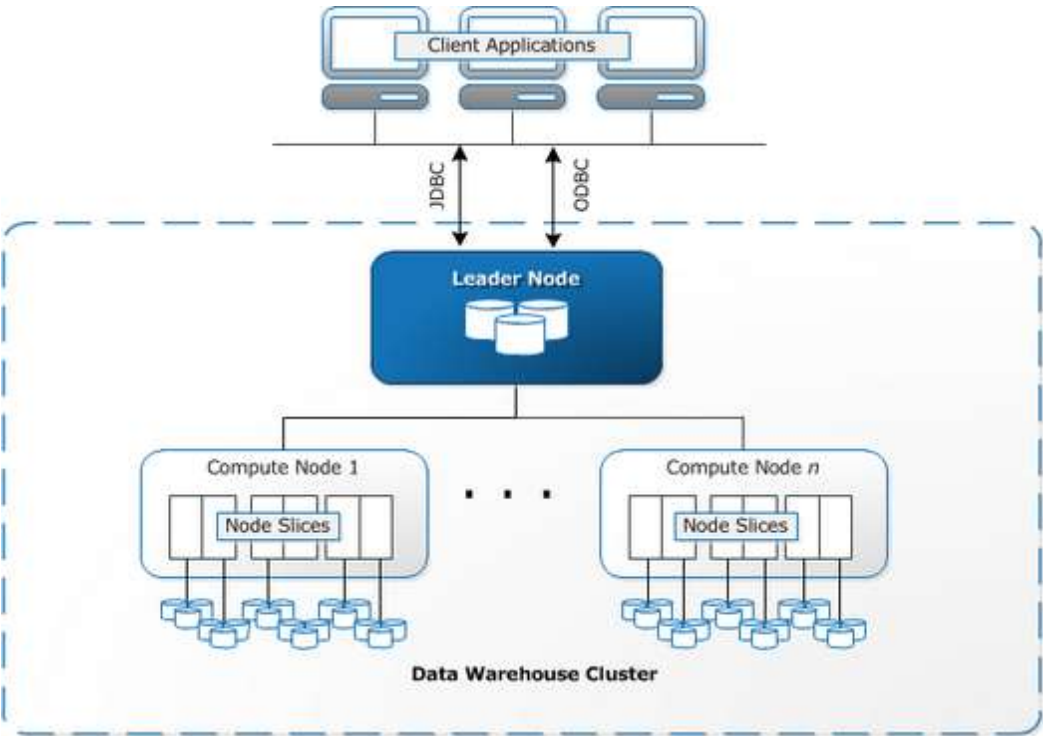 Client Applications
JDBC
ODBC
Leader Node
Compute Node 1
Compute Node n
Node Slices
Node Slices
Data Warehouse Cluster